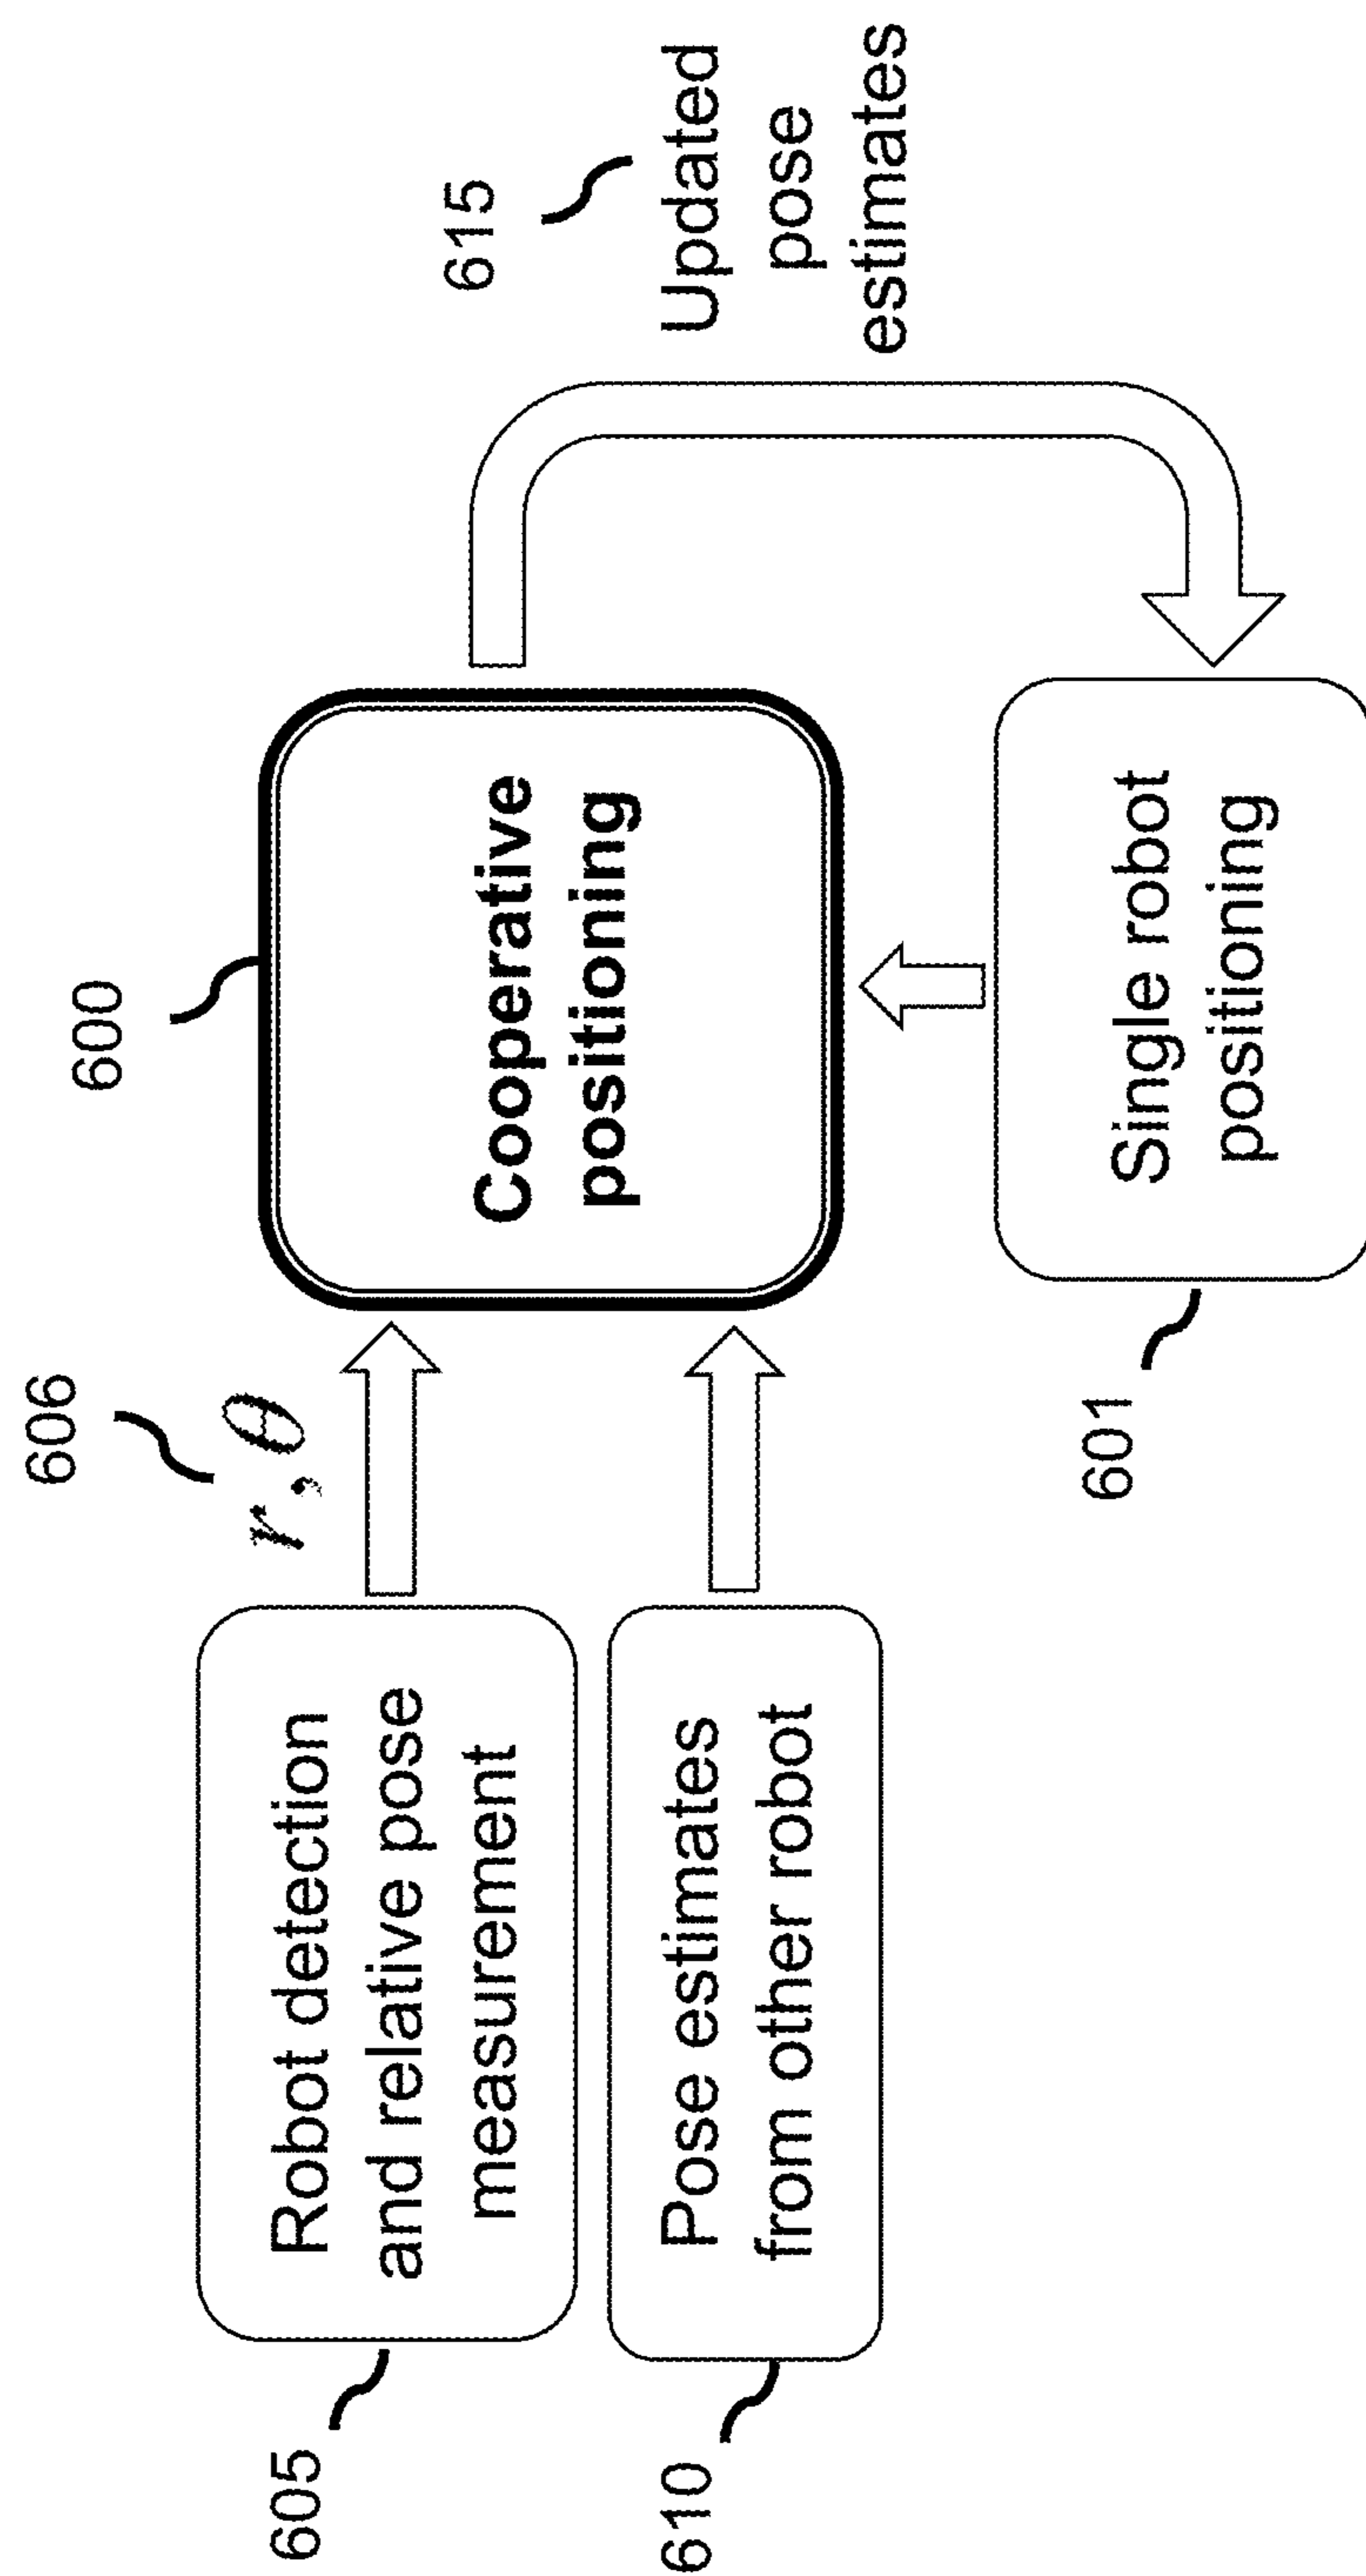 600
606
r, θ
605
Robot detection
and relative pose
measurement
Cooperative
positioning
615
Updated
pose
estimates
610
Pose estimates
from other robot
601
Single robot
positioning